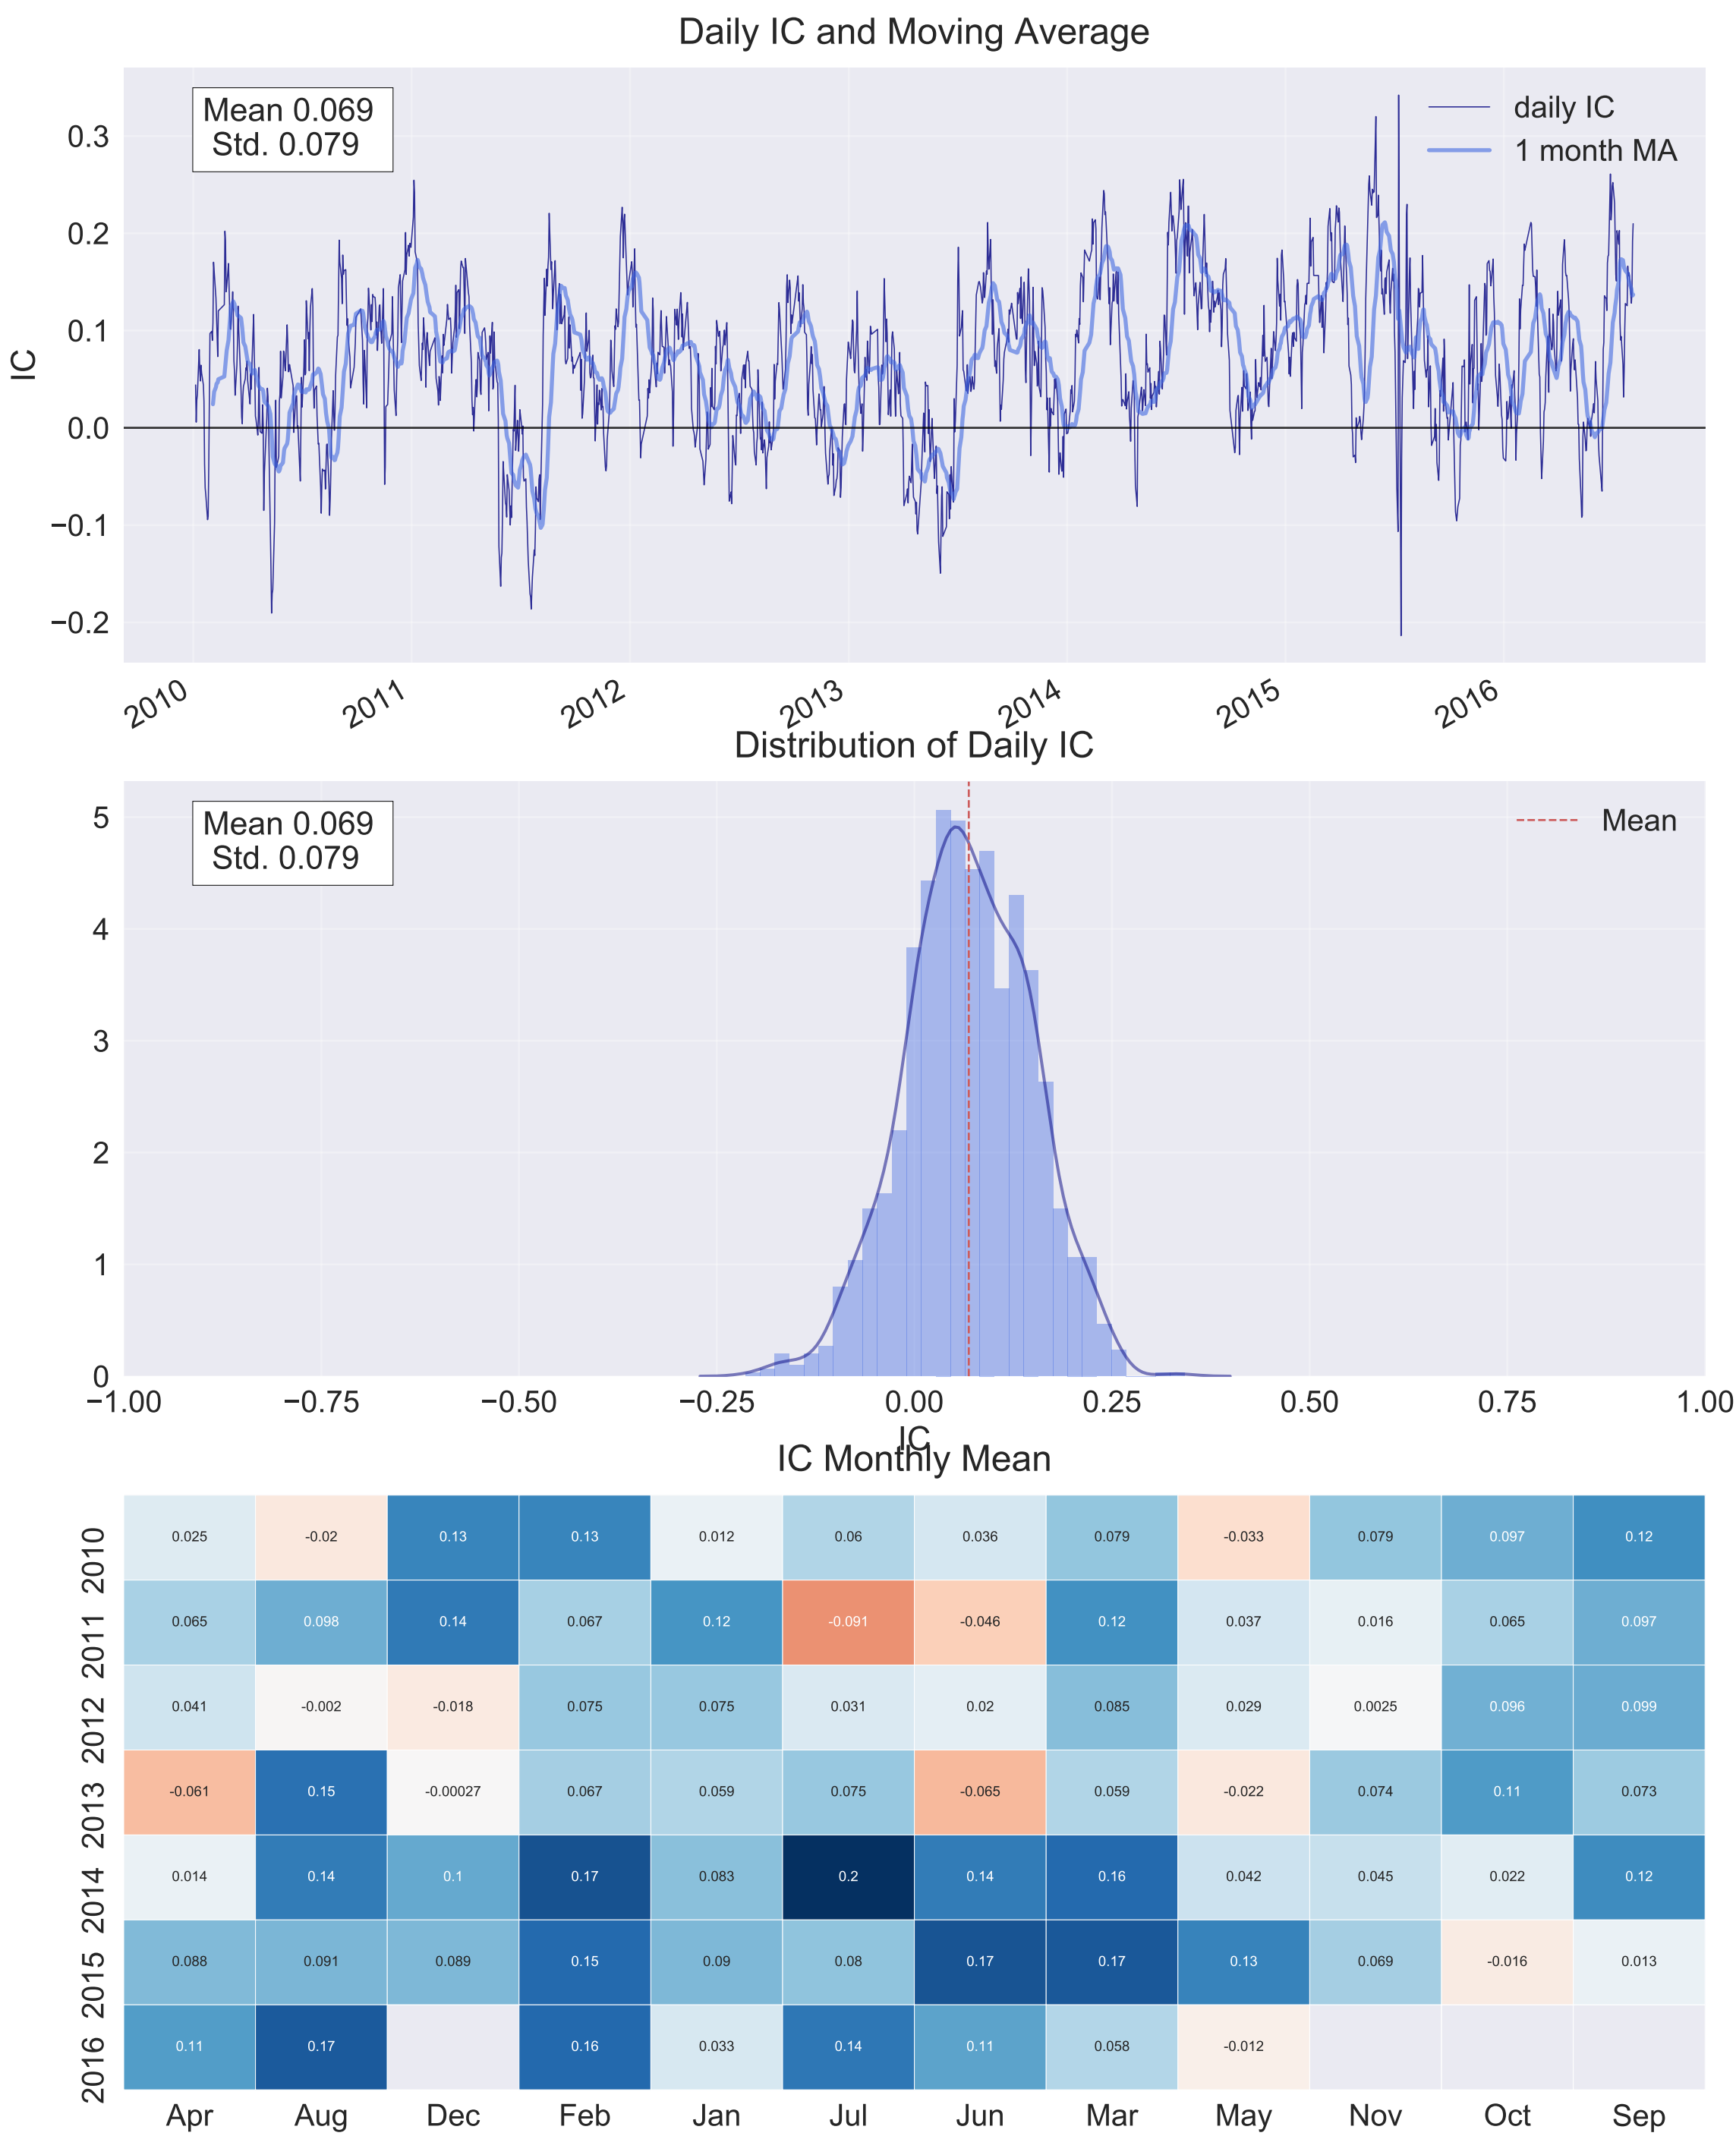 Daily IC and Moving Average
Mean 0.069
Std. 0.079
daily IC
1 month MA
IC
0.3
0.2
0.1
0.0
−0.1
−0.2
2010 2011 2012 2013 2014 2015 2016
Distribution of Daily IC
Mean 0.069
Std. 0.079
Mean
5
4
3
2
1
0
−1.00 −0.75 −0.50 −0.25 0.00 0.25 0.50 0.75 1.00
IC
IC Monthly Mean
2010 0.025 -0.02 0.13 0.13 0.012 0.06 0.036 0.079 -0.033 0.079 0.097 0.12
2011 0.065 0.098 0.14 0.067 0.12 -0.091 -0.046 0.12 0.037 0.016 0.065 0.097
2012 0.041 -0.002 -0.018 0.075 0.075 0.031 0.02 0.085 0.029 0.0025 0.096 0.099
2013 -0.061 0.15 -0.00027 0.067 0.059 0.075 -0.065 0.059 -0.022 0.074 0.11 0.073
2014 0.014 0.14 0.1 0.17 0.083 0.2 0.14 0.16 0.042 0.045 0.022 0.12
2015 0.088 0.091 0.089 0.15 0.09 0.08 0.17 0.17 0.13 0.069 -0.016 0.013
2016 0.11 0.17 0.16 0.033 0.14 0.11 0.058 -0.012
Apr Aug Dec Feb Jan Jul Jun Mar May Nov Oct Sep